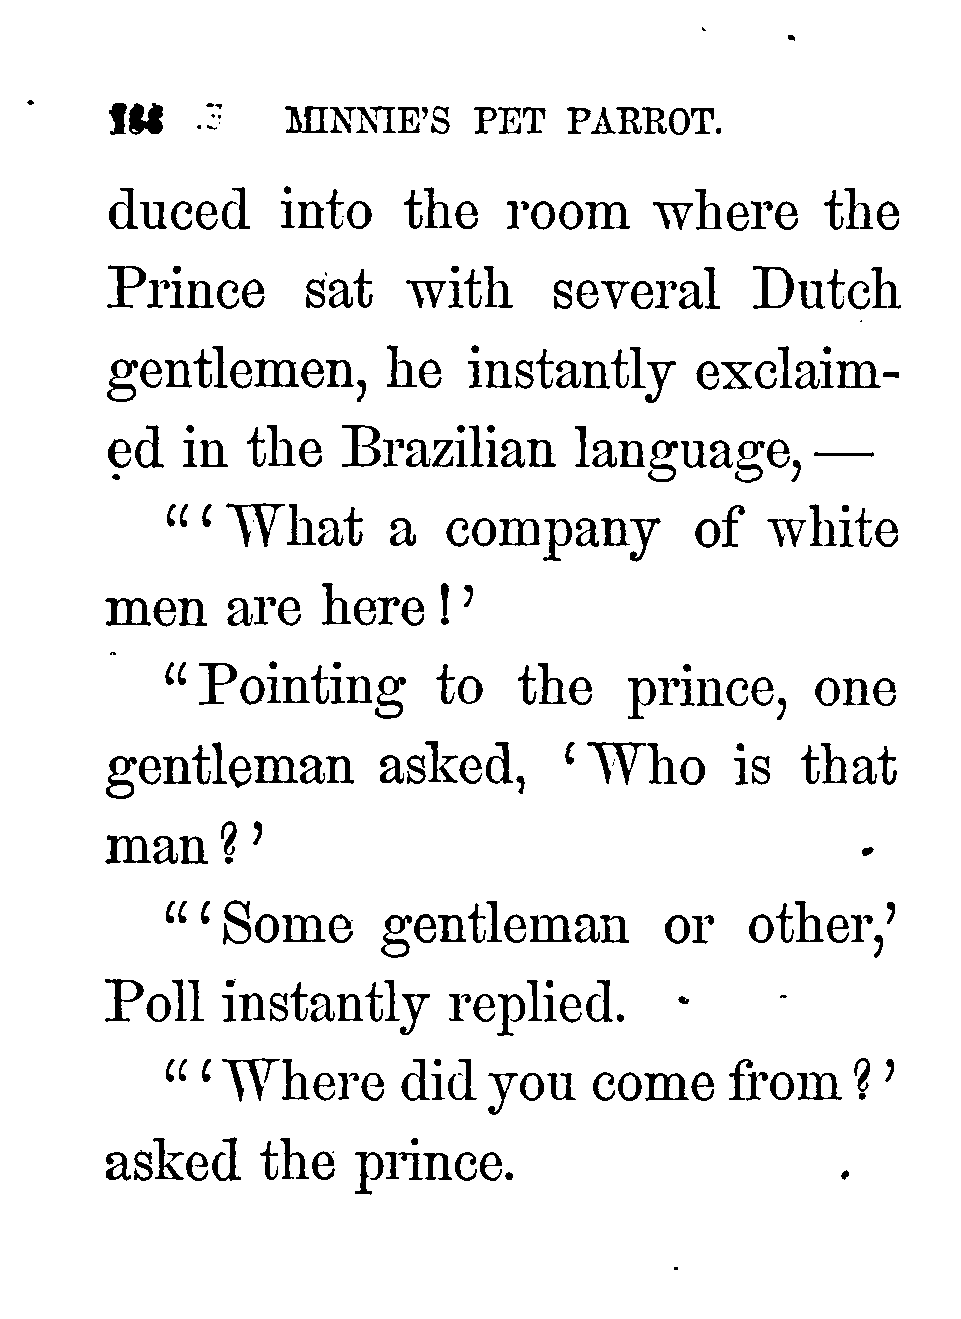 MINNIE'S PET PARROT.
duced into the room where the
Prince sat with several Dutch
gentlemen, he instantly exclaim-
ed in the Brazilian language,—
"'What a company of white
men are here!'
"Pointing to the prince, one
gentleman asked, 'Who is that
man?'
"'Some gentleman or other,'
Poll instantly replied.
"'Where did you come from?'
asked the prince.